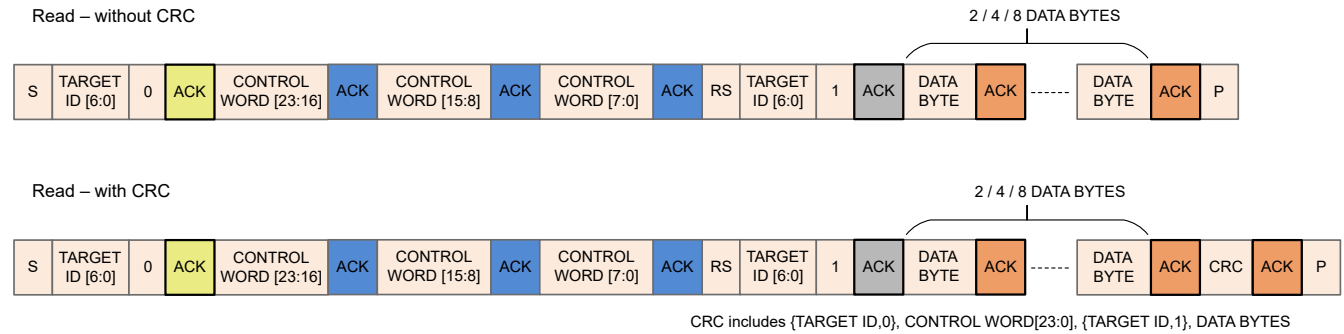 Read – without CRC
2 / 4 / 8 DATA BYTES
S TARGET ID [6:0] 0 ACK CONTROL WORD [23:16] ACK CONTROL WORD [15:8] ACK CONTROL WORD [7:0] ACK RS TARGET ID [6:0] 1 ACK DATA BYTE ACK DATA BYTE ACK P
Read – with CRC
2 / 4 / 8 DATA BYTES
S TARGET ID [6:0] 0 ACK CONTROL WORD [23:16] ACK CONTROL WORD [15:8] ACK CONTROL WORD [7:0] ACK RS TARGET ID [6:0] 1 ACK DATA BYTE ACK DATA BYTE ACK CRC ACK P
CRC includes {TARGET ID,0}, CONTROL WORD[23:0], {TARGET ID,1}, DATA BYTES